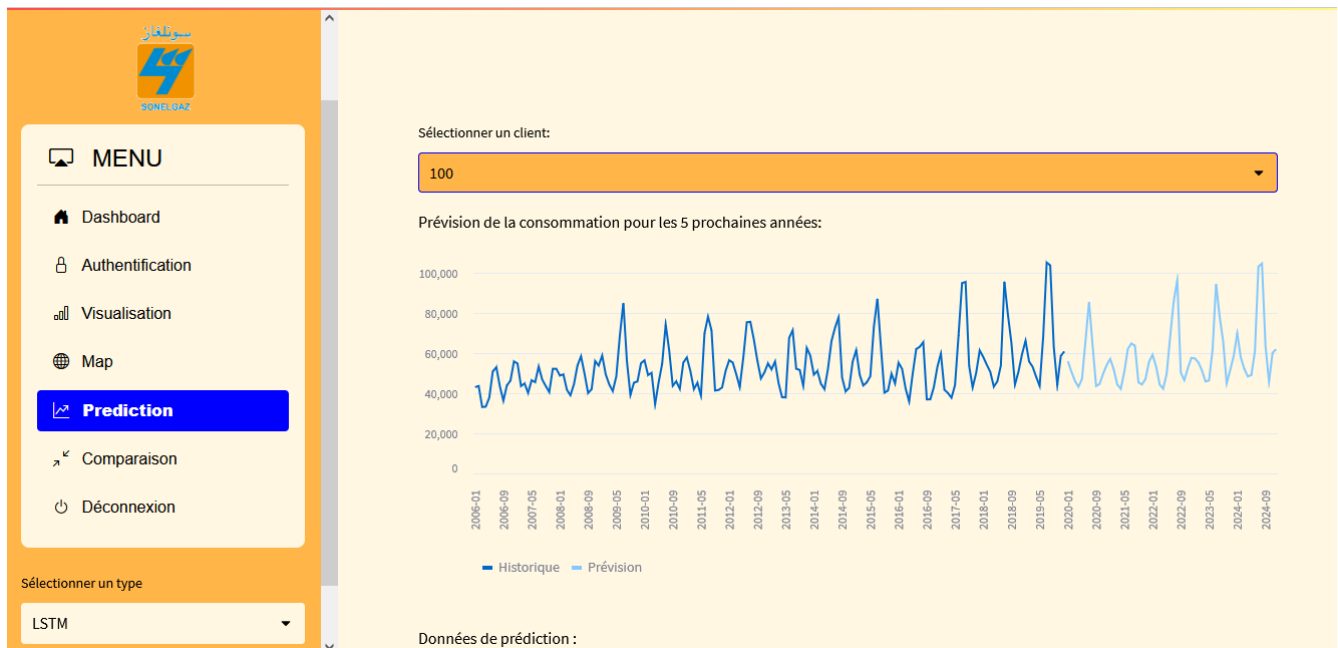 سونلغاز
SONELGAZ
MENU
Dashboard
Authentification
Visualisation
Map
Prediction
Comparaison
Déconnexion
Sélectionner un type
LSTM
Sélectionner un client:
100
Prévision de la consommation pour les 5 prochaines années:
100,000
80,000
60,000
40,000
20,000
0
2006-01
2006-09
2007-05
2008-01
2008-09
2009-05
2010-01
2010-09
2011-05
2012-01
2012-09
2013-05
2014-01
2014-09
2015-05
2016-01
2016-09
2017-05
2018-01
2018-09
2019-05
2020-01
2020-09
2021-05
2022-01
2022-09
2023-05
2024-01
2024-09
Historique
Prévision
Données de prédiction :